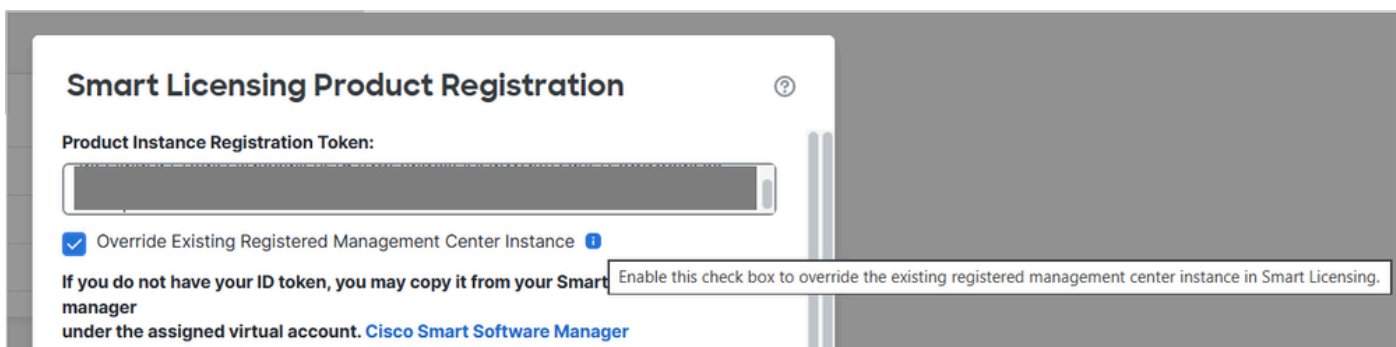 Smart Licensing Product Registration
Product Instance Registration Token:
Override Existing Registered Management Center Instance
If you do not have your ID token, you may copy it from your Smart
Enable this check box to override the existing registered management center instance in Smart Licensing.
manager
under the assigned virtual account. Cisco Smart Software Manager